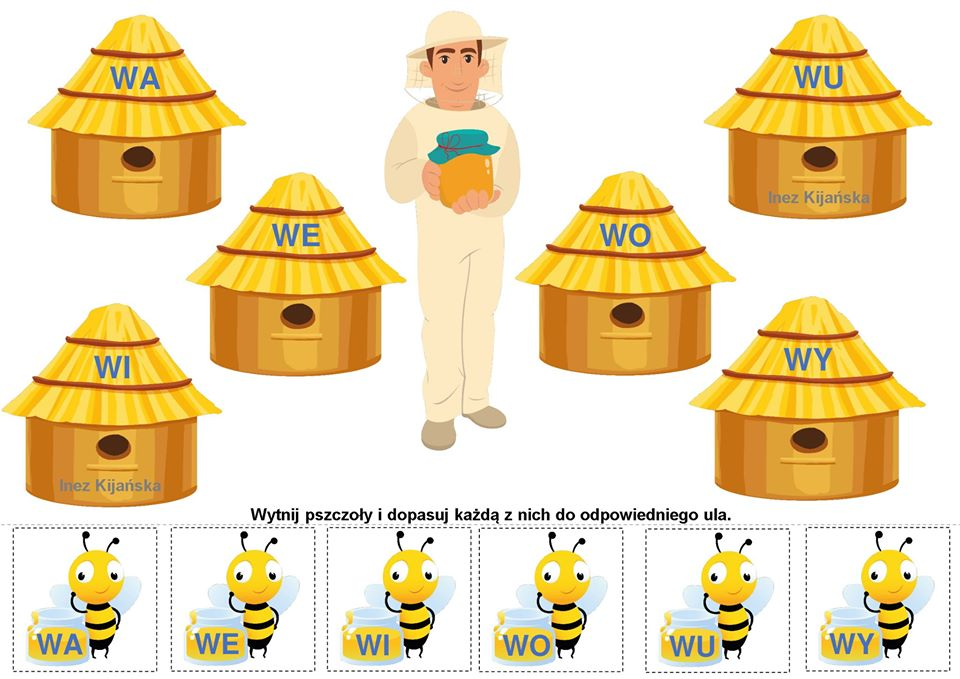 WA
WU
Inez Kijańska
WE
WO
WI
WY
Inez Kijańska
Wytnij pszczoły i dopasuj każdą z nich do odpowiedniego ula.
WA
WE
WI
WO
WU
WY